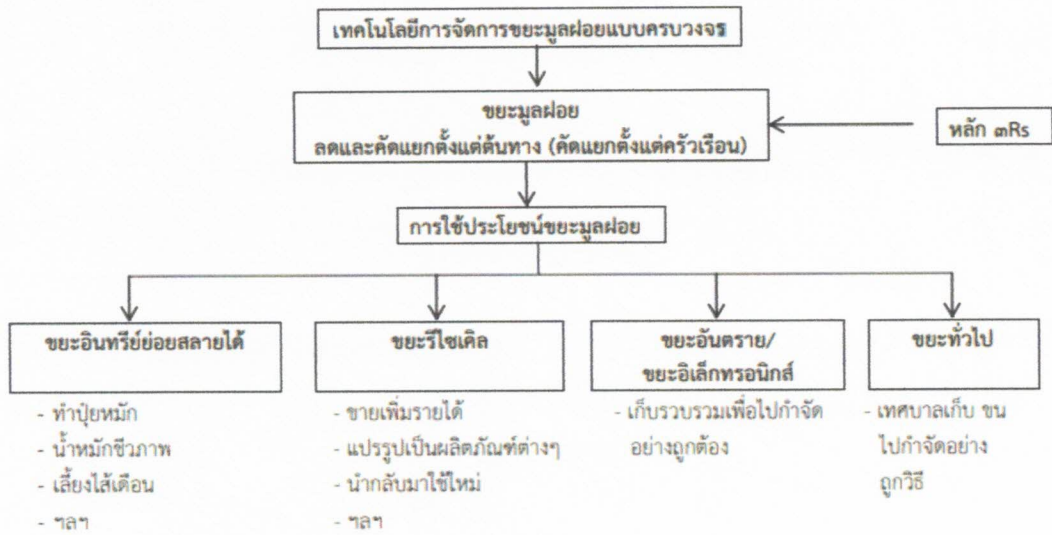 เทคโนโลยีการจัดการขยะมูลฝอยแบบครบวงจร
ขยะมูลฝอย
ลดและคัดแยกตั้งแต่ต้นทาง (คัดแยกตั้งแต่ครัวเรือน)
หลัก ๓Rs
การใช้ประโยชน์ขยะมูลฝอย
ขยะอินทรีย์ย่อยสลายได้
- ทำปุ๋ยหมัก
- น้ำหมักชีวภาพ
- เลี้ยงไส้เดือน
- ฯลฯ
ขยะรีไซเคิล
- ขายเพิ่มรายได้
- แปรรูปเป็นผลิตภัณฑ์ต่างๆ
- นำกลับมาใช้ใหม่
- ฯลฯ
ขยะอันตราย/
ขยะอิเล็กทรอนิกส์
- เก็บรวบรวมเพื่อไปกำจัด
อย่างถูกต้อง
ขยะทั่วไป
- เทศบาลเก็บ ขน
ไปกำจัดอย่าง
ถูกวิธี